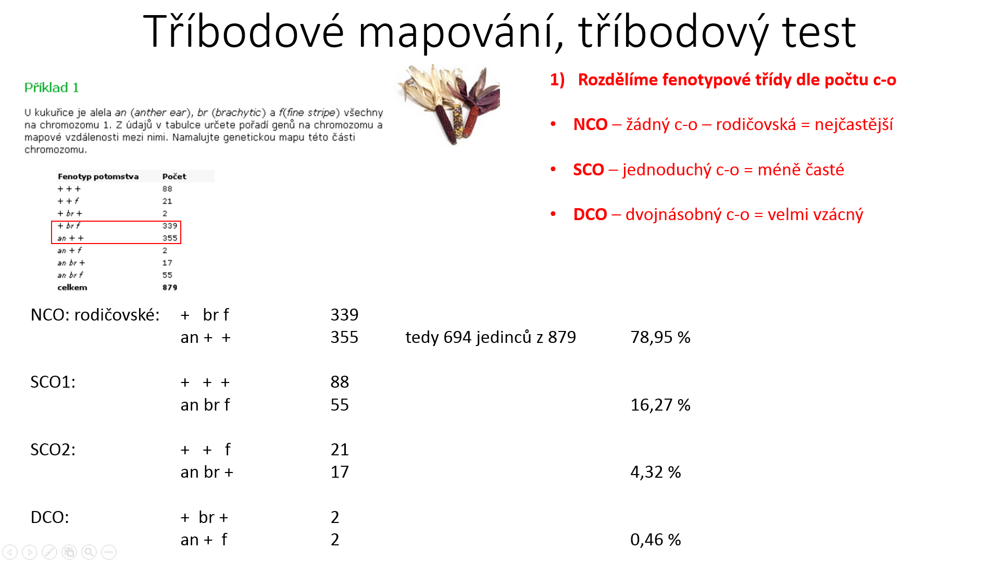 Tříbodové mapování, tříbodový test
Příklad 1
U kukuřice je alela an (anther ear), br (brachytic) a f(fine stripe) všechny
na chromozomu 1. Z údajů v tabulce určete pořadí genů na chromozomu a
mapové vzdálenosti mezi nimi. Namalujte genetickou mapu této části
chromozomu.
Fenotyp potomstva Počet
+ + + 88
+ + f 21
+ br + 2
+ br f 339
an + + 355
an + f 2
an br + 17
an br f 55
celkem 879
1) Rozdělíme fenotypové třídy dle počtu c-o
• NCO – žádný c-o – rodičovská = nejčastější
• SCO – jednoduchý c-o = méně časté
• DCO – dvojnásobný c-o = velmi vzácný
NCO: rodičovské: + br f 339
an + + 355 tedy 694 jedinců z 879 78,95 %
SCO1: + + + 88
an br f 55 16,27 %
SCO2: + + f 21
an br + 17 4,32 %
DCO: + br + 2
an + f 2 0,46 %